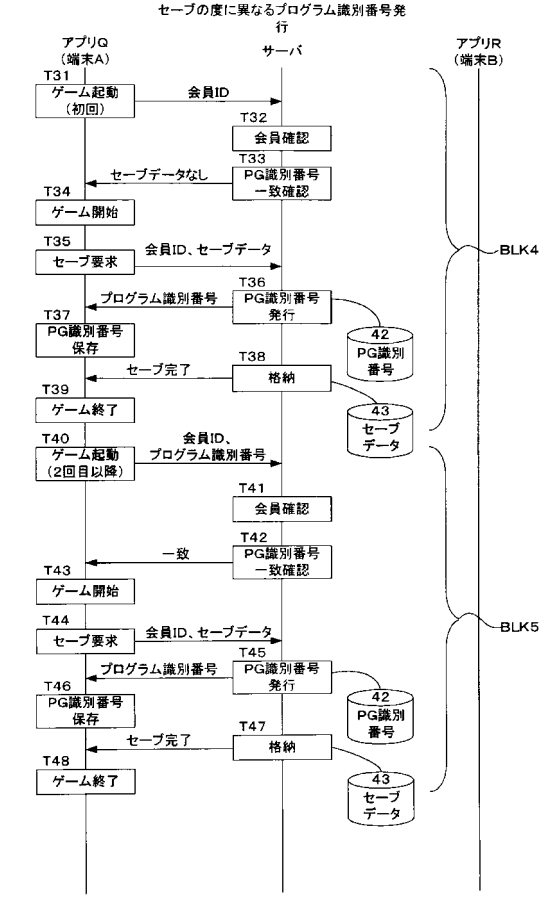 セーブの度に異なるプログラム識別番号発
行
アプリQ
(端末A)
サーバ
アプリR
(端末B)
T31
ゲーム起動
(初回)
会員ID
T32
会員確認
T33
PG識別番号
一致確認
セーブデータなし
T34
ゲーム開始
T35
セーブ要求
会員ID、セーブデータ
T36
PG識別番号
発行
プログラム識別番号
42
PG識別
番号
T37
PG識別番号
保存
T38
格納
セーブ完了
43
セーブ
データ
T39
ゲーム終了
BLK4
T40
ゲーム起動
(2回目以降)
会員ID、
プログラム識別番号
T41
会員確認
T42
PG識別番号
一致確認
一致
T43
ゲーム開始
T44
セーブ要求
会員ID、セーブデータ
T45
PG識別番号
発行
プログラム識別番号
42
PG識別
番号
T46
PG識別番号
保存
T47
格納
セーブ完了
43
セーブ
データ
T48
ゲーム終了
BLK5